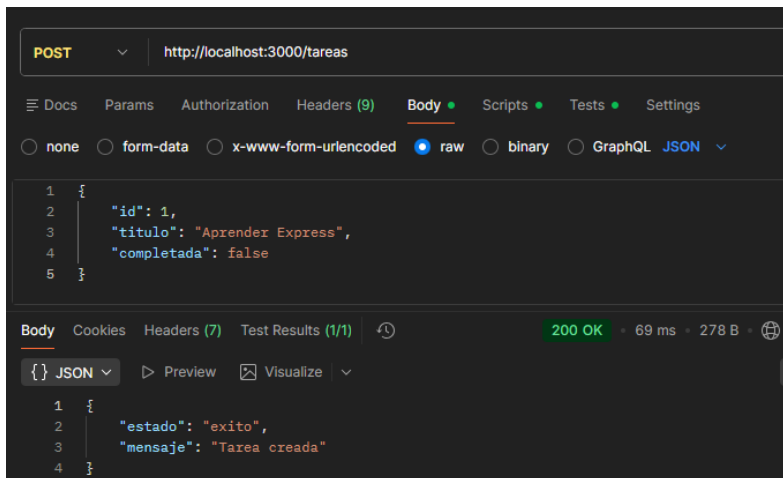 POST http://localhost:3000/tareas
Docs Params Authorization Headers (9) Body Scripts Tests Settings
none form-data x-www-form-urlencoded raw binary GraphQL JSON
1 {
2 "id": 1,
3 "titulo": "Aprender Express",
4 "completada": false
5 }
Body Cookies Headers (7) Test Results (1/1) 200 OK • 69 ms • 278 B
{} JSON Preview Visualize
1 {
2 "estado": "exito",
3 "mensaje": "Tarea creada"
4 }